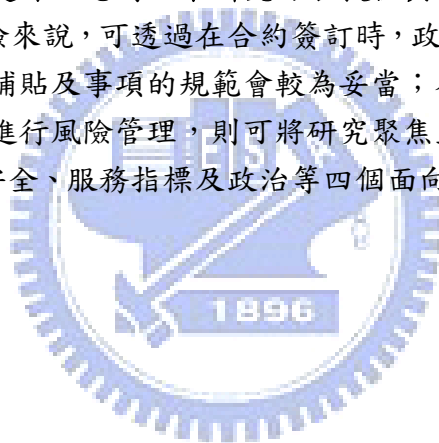 險來說，可透過在合約簽訂時，政
補貼及事項的規範會較為妥當；
進行風險管理，則可將研究聚焦
安全、服務指標及政治等四個面向
E S
1896